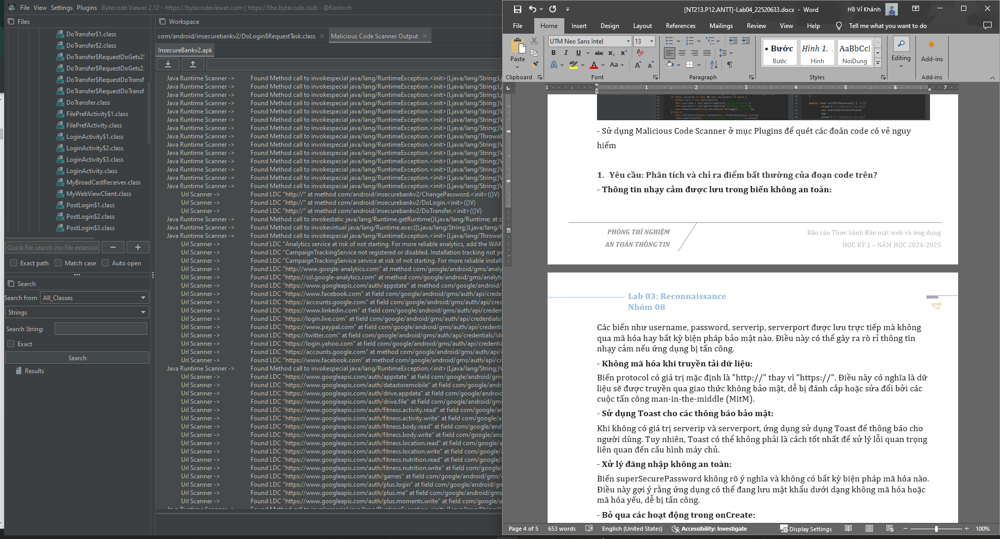 File View Settings Plugins Bytecode Viewer 2.12 - https://bytecodeviewer.com | https://the.bytecode.club - @Konloch
Files
DoTransfer$1.class
DoTransfer$2.class
DoTransfer$RequestDoGets2$
DoTransfer$RequestDoGets2.
DoTransfer$RequestDoTransf
DoTransfer$RequestDoTransf
DoTransfer.class
FilePrefActivity$1.class
FilePrefActivity.class
LoginActivity$1.class
LoginActivity$2.class
LoginActivity$3.class
LoginActivity.class
MyBroadCastReceiver.class
MyWebViewClient.class
PostLogin$1.class
PostLogin$2.class
PostLogin$3.class
Quick file search (no file extensio
− +
Exact path Match case Auto open
Search
Search from All_Classes
Strings
Search String:
Exact
Search
Results
Workspace
com/android/insecurebankv2/DoLogin$RequestTask.class × Malicious Code Scanner Output ×
InsecureBankv2.apk
Java Runtime Scanner -> Found Method call to invokespecial java/lang/RuntimeException.<init>(Ljava/lang/String;Lj
Java Runtime Scanner -> Found Method call to invokespecial java/lang/RuntimeException.<init>(Ljava/lang/String;Lj
Java Runtime Scanner -> Found Method call to invokespecial java/lang/RuntimeException.<init>(Ljava/lang/String;Lj
Java Runtime Scanner -> Found Method call to invokespecial java/lang/RuntimeException.<init>(Ljava/lang/String;)V
Java Runtime Scanner -> Found Method call to invokespecial java/lang/RuntimeException.<init>(Ljava/lang/String;)V
Java Runtime Scanner -> Found Method call to invokespecial java/lang/RuntimeException.<init>(Ljava/lang/String;)V
Java Runtime Scanner -> Found Method call to invokespecial java/lang/RuntimeException.<init>(Ljava/lang/String;)V
Java Runtime Scanner -> Found Method call to invokespecial java/lang/RuntimeException.<init>(Ljava/lang/Throwab
Java Runtime Scanner -> Found Method call to invokespecial java/lang/RuntimeException.<init>(Ljava/lang/String;)V
Java Runtime Scanner -> Found Method call to invokespecial java/lang/RuntimeException.<init>(Ljava/lang/String;)V
Java Runtime Scanner -> Found Method call to invokespecial java/lang/RuntimeException.<init>(Ljava/lang/String;)V
Java Runtime Scanner -> Found Method call to invokespecial java/lang/RuntimeException.<init>(Ljava/lang/String;)V
Java Runtime Scanner -> Found Method call to invokespecial java/lang/RuntimeException.<init>(Ljava/lang/String;)V
Java Runtime Scanner -> Found Method call to invokespecial java/lang/RuntimeException.<init>(Ljava/lang/String;)V
Url Scanner -> Found LDC "http://" at method com/android/insecurebankv2/ChangePassword.<init>(()V)
Url Scanner -> Found LDC "http://" at method com/android/insecurebankv2/DoLogin.<init>(()V)
Url Scanner -> Found LDC "http://" at method com/android/insecurebankv2/DoTransfer.<init>(()V)
Java Runtime Scanner -> Found Method call to invokestatic java/lang/Runtime.getRuntime()Ljava/lang/Runtime; at c
Java Runtime Scanner -> Found Method call to invokevirtual java/lang/Runtime.exec([Ljava/lang/String;)Ljava/lang/P
Java Runtime Scanner -> Found Method call to invokespecial java/lang/RuntimeException.<init>(Ljava/lang/Throwab
Url Scanner -> Found LDC "Analytics service at risk of not starting. For more reliable analytics, add the WAK
Url Scanner -> Found LDC "CampaignTrackingService not registered or disabled. Installation tracking not po
Url Scanner -> Found LDC "CampaignTrackingService service at risk of not starting. For more reliable install
Url Scanner -> Found LDC "http://www.google-analytics.com" at method com/google/android/gms/analy
Url Scanner -> Found LDC "https://ssl.google-analytics.com" at method com/google/android/gms/analyti
Url Scanner -> Found LDC "https://www.googleapis.com/auth/appstate" at method com/google/android/
Url Scanner -> Found LDC "https://www.facebook.com" at field com/google/android/gms/auth/api/crede
Url Scanner -> Found LDC "https://accounts.google.com" at field com/google/android/gms/auth/api/cred
Url Scanner -> Found LDC "https://www.linkedin.com" at field com/google/android/gms/auth/api/creden
Url Scanner -> Found LDC "https://login.live.com" at field com/google/android/gms/auth/api/credentials/
Url Scanner -> Found LDC "https://www.paypal.com" at field com/google/android/gms/auth/api/credenti
Url Scanner -> Found LDC "https://twitter.com" at field com/google/android/gms/auth/api/credentials/Ide
Url Scanner -> Found LDC "https://login.yahoo.com" at field com/google/android/gms/auth/api/credentia
Url Scanner -> Found LDC "https://accounts.google.com" at method com/google/android/gms/auth/api/
Url Scanner -> Found LDC "https://www.facebook.com" at method com/google/android/gms/auth/api/cr
Java Runtime Scanner -> Found Method call to invokespecial java/lang/RuntimeException.<init>(Ljava/lang/String;)V
Url Scanner -> Found LDC "https://www.googleapis.com/auth/appstate" at field com/google/android/gms
Url Scanner -> Found LDC "https://www.googleapis.com/auth/datastoremobile" at field com/google/andr
Url Scanner -> Found LDC "https://www.googleapis.com/auth/drive.appdata" at field com/google/android
Url Scanner -> Found LDC "https://www.googleapis.com/auth/drive.file" at field com/google/android/gms
Url Scanner -> Found LDC "https://www.googleapis.com/auth/fitness.activity.read" at field com/google/an
Url Scanner -> Found LDC "https://www.googleapis.com/auth/fitness.activity.write" at field com/google/a
Url Scanner -> Found LDC "https://www.googleapis.com/auth/fitness.body.read" at field com/google/and
Url Scanner -> Found LDC "https://www.googleapis.com/auth/fitness.body.write" at field com/google/and
Url Scanner -> Found LDC "https://www.googleapis.com/auth/fitness.location.read" at field com/google/a
Url Scanner -> Found LDC "https://www.googleapis.com/auth/fitness.location.write" at field com/google/a
Url Scanner -> Found LDC "https://www.googleapis.com/auth/fitness.nutrition.read" at field com/google/a
Url Scanner -> Found LDC "https://www.googleapis.com/auth/fitness.nutrition.write" at field com/google/a
Url Scanner -> Found LDC "https://www.googleapis.com/auth/games" at field com/google/android/gms/
Url Scanner -> Found LDC "https://www.googleapis.com/auth/plus.login" at field com/google/android/gn
Url Scanner -> Found LDC "https://www.googleapis.com/auth/plus.me" at field com/google/android/gms
Url Scanner -> Found LDC "https://www.googleapis.com/auth/plus.moments.write" at field com/google/a
[NT213.P12.ANTT]-Lab04_22520633.docx - Word Hồ Vỉ Khánh
File Home Insert Design Layout References Mailings Review View Help Tell me what you want to do
Paste
Clipboard
UTM Neo Sans Intel 13
B I U abc x₂ x²
Font
Paragraph
• Bước Hình 1. . AaBbCcI
Bước Hinh NoiDung
Styles
Editing
Add-ins
Add-ins
1 1 2 3 4 5 6 7
8
9
10
- Sử dụng Malicious Code Scanner ở mục Plugins để quét các đoân code có vẻ nguy
hiểm
1. Yêu cầu: Phân tích và chỉ ra điểm bất thường của đoạn code trên?
- Thông tin nhạy cảm được lưu trong biến không an toàn:
PHÒNG THÍ NGHIỆM
AN TOÀN THÔNG TIN
Báo cáo Thực hành Bảo mật web và ứng dụng
HỌC KỲ 1 – NĂM HỌC 2024-2025
Lab 03: Reconnaissance
Nhóm 08
4
Các biến như username, password, serverip, serverport được lưu trực tiếp mà không
qua mã hóa hay bất kỳ biện pháp bảo mật nào. Điều này có thể gây ra rò rỉ thông tin
nhạy cảm nếu ứng dụng bị tấn công.
- Không mã hóa khi truyền tải dữ liệu:
Biến protocol có giá trị mặc định là "http://" thay vì "https://". Điều này có nghĩa là dữ
liệu sẽ được truyền qua giao thức không bảo mật, dễ bị đánh cắp hoặc sửa đổi bởi các
cuộc tấn công man-in-the-middle (MitM).
- Sử dụng Toast cho các thông báo bảo mật:
Khi không có giá trị serverip và serverport, ứng dụng sử dụng Toast để thông báo cho
người dùng. Tuy nhiên, Toast có thể không phải là cách tốt nhất để xử lý lỗi quan trọng
liên quan đến cấu hình máy chủ.
- Xử lý đăng nhập không an toàn:
Biến superSecurePassword không rõ ý nghĩa và không có bất kỳ biện pháp mã hóa nào.
Điều này gợi ý rằng ứng dụng có thể đang lưu mật khẩu dưới dạng không mã hóa hoặc
mã hóa yếu, dễ bị tấn công.
- Bỏ qua các hoạt động trong onCreate:
Page 4 of 5 653 words English (United States) Accessibility: Investigate Display Settings 100%